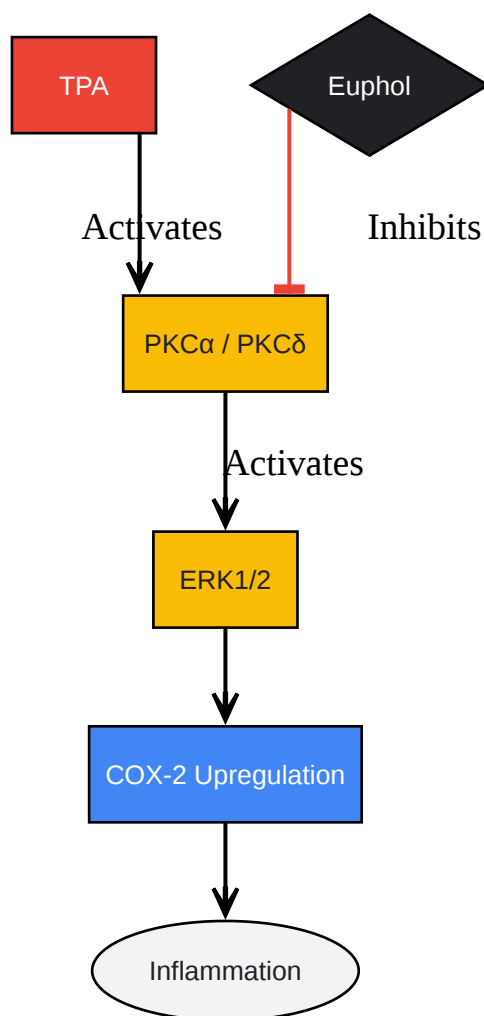 TPA
Euphol
Activates
Inhibits
PKCα / PKCδ
Activates
ERK1/2
COX-2 Upregulation
Inflammation